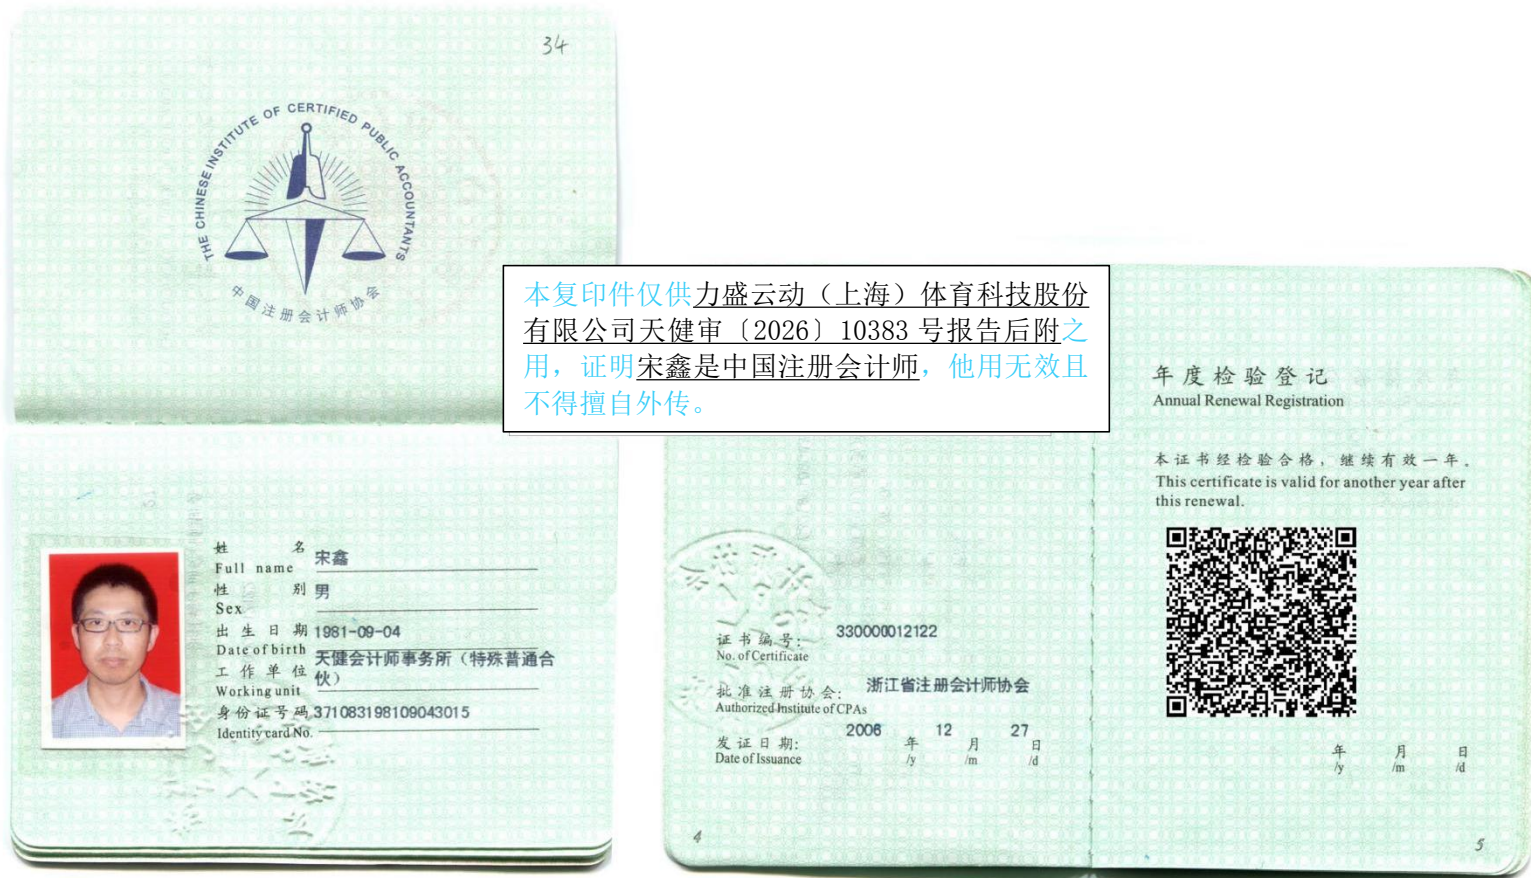 34
THE CHINESE INSTITUTE OF CERTIFIED PUBLIC ACCOUNTANTS
中国注册会计师协会
本复印件仅供力盛云动（上海）体育科技股份
有限公司天健审〔2026〕10383号报告后附之
用，证明宋鑫是中国注册会计师，他用无效且
不得擅自外传。
姓名 宋鑫
Full name
性别 男
Sex
出生日期 1981-09-04
Date of birth
工作单位 天健会计师事务所（特殊普通合
伙）
Working unit
身份证号码 371083198109043015
Identity card No.
证书编号: 330000012122
No. of Certificate
批准注册协会: 浙江省注册会计师协会
Authorized Institute of CPAs
发证日期: 2006 年 12 月 27 日
Date of Issuance /y /m /d
4
年度检验登记
Annual Renewal Registration
本证书经检验合格，继续有效一年。
This certificate is valid for another year after
this renewal.
年 月 日
/y /m /d
5